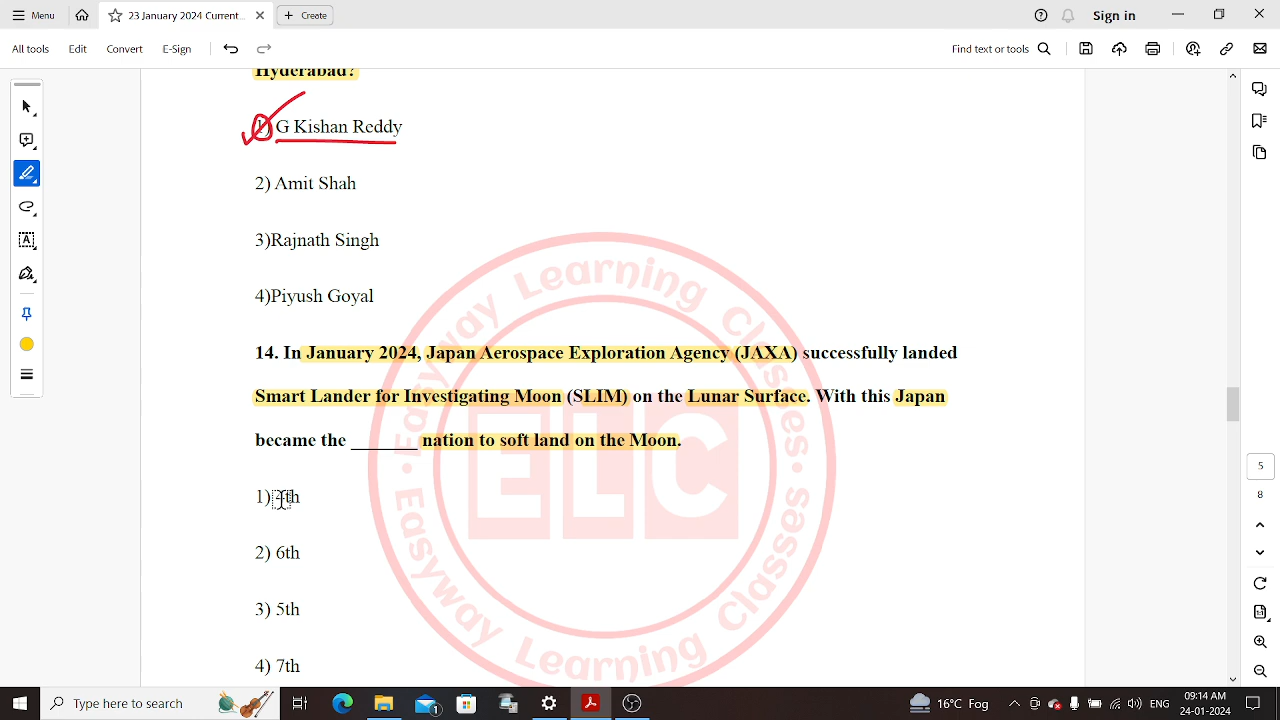 Menu
23 January 2024 Current...
Create
Sign in
All tools
Edit
Convert
E-Sign
Find text or tools
Hyderabad?
1) G Kishan Reddy
2) Amit Shah
3)Rajnath Singh
4)Piyush Goyal
14. In January 2024, Japan Aerospace Exploration Agency (JAXA) successfully landed
Smart Lander for Investigating Moon (SLIM) on the Lunar Surface. With this Japan
became the _______ nation to soft land on the Moon.
2) 6th
3) 5th
4) 7th
Easyway Learning Classes
ELC
Easyway Learning Classes
5
8
Type here to search
1
16°C Fog
ENG
09:14 AM
24-01-2024